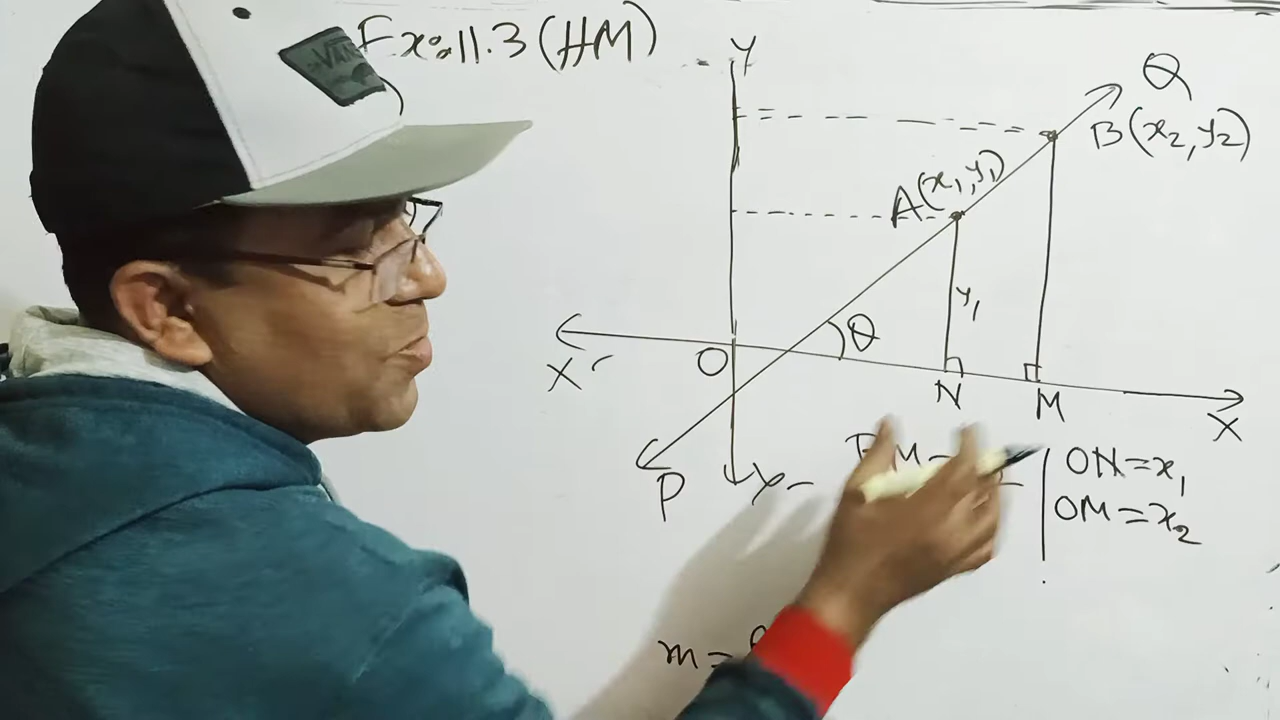 VANS
Ex:11.3 (HM)
Y
Q
B(x₂,y₂)
A(x₁,y₁)
y₁
θ
O
X′
N
M
X
P
Y′
ON=x₁
OM=x₂
m=